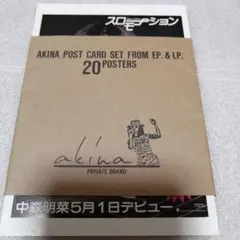 スローモーション
AKINA POST CARD SET FROM EP. & LP.
20 POSTERS
akina
PRIVATE BRAND
中森明菜5月1日デビュー.